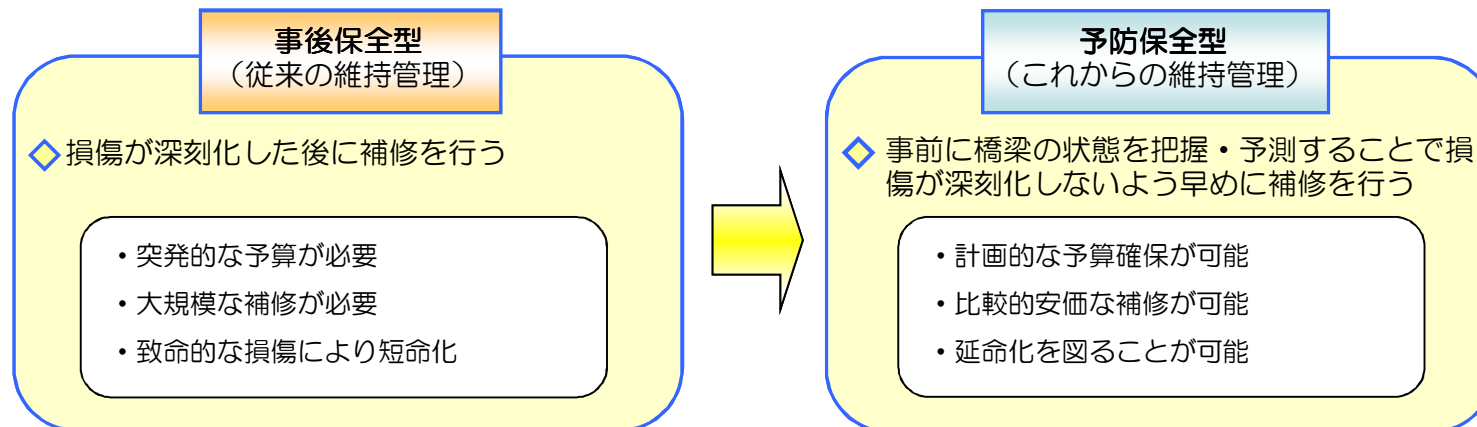 事後保全型
（従来の維持管理）
損傷が深刻化した後に補修を行う
・突発的な予算が必要
・大規模な補修が必要
・致命的な損傷により短命化
予防保全型
（これからの維持管理）
事前に橋梁の状態を把握・予測することで損
傷が深刻化しないよう早めに補修を行う
・計画的な予算確保が可能
・比較的安価な補修が可能
・延命化を図ることが可能